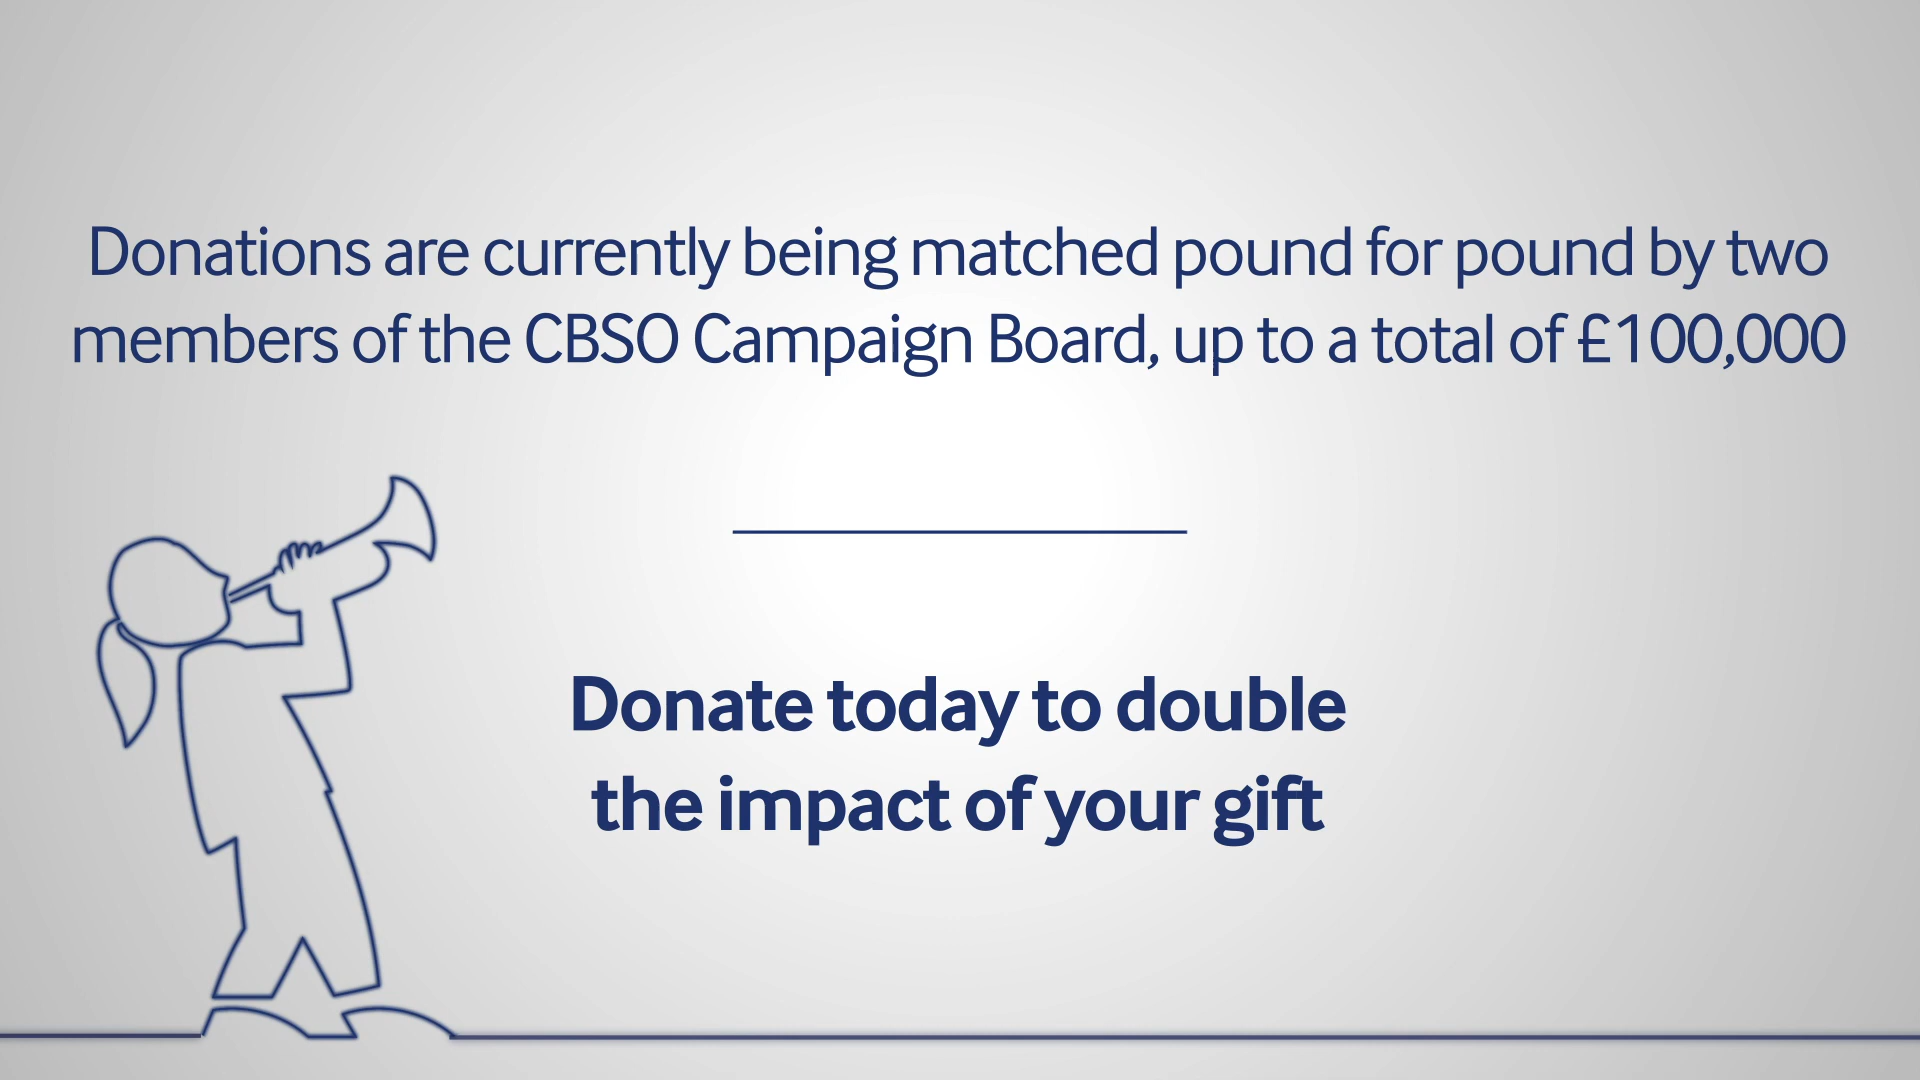 Donations are currently being matched pound for pound by two
members of the CBSO Campaign Board, up to a total of £100,000
Donate today to double
the impact of your gift